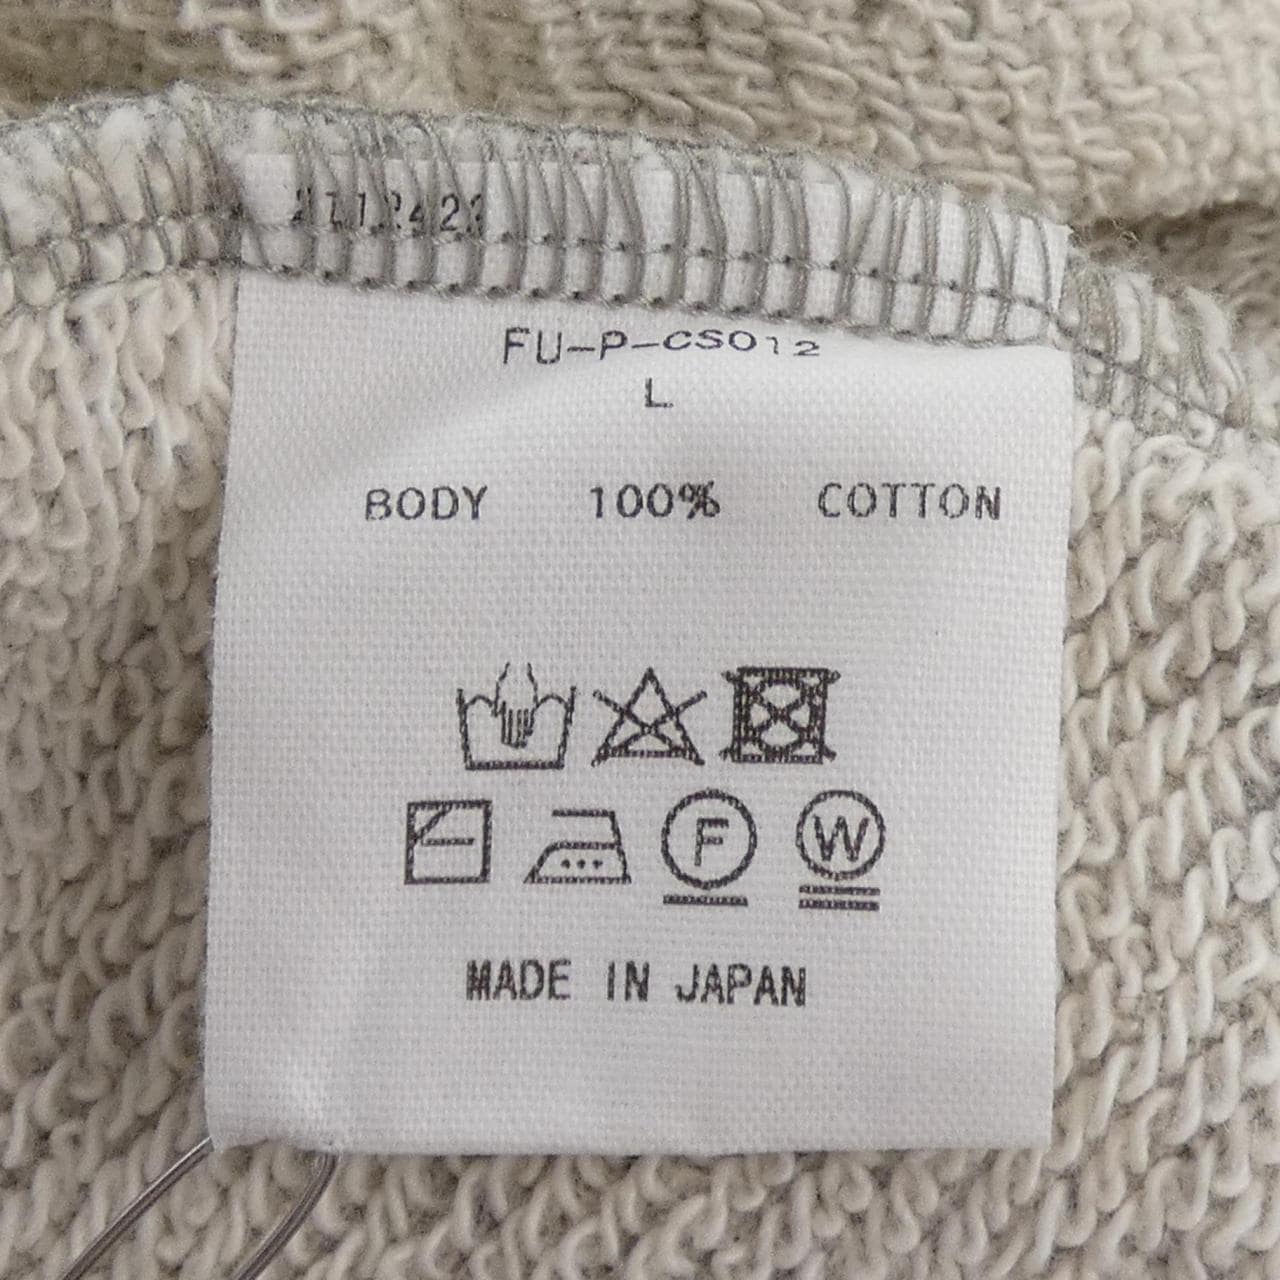 FU-P-CS012
L
BODY 100% COTTON
F W
MADE IN JAPAN